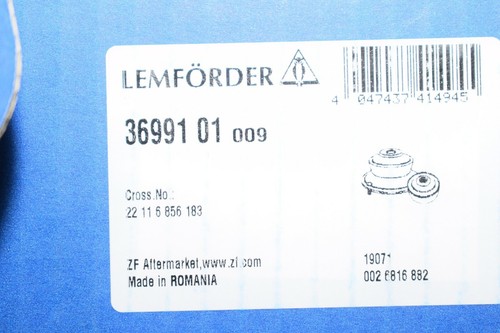 LEMFÖRDER
4 047437 414945
36991 01 009
Cross.No.:
22 11 6 856 183
ZF Aftermarket,www.zf.com
Made in ROMANIA
19071
002 6816 882